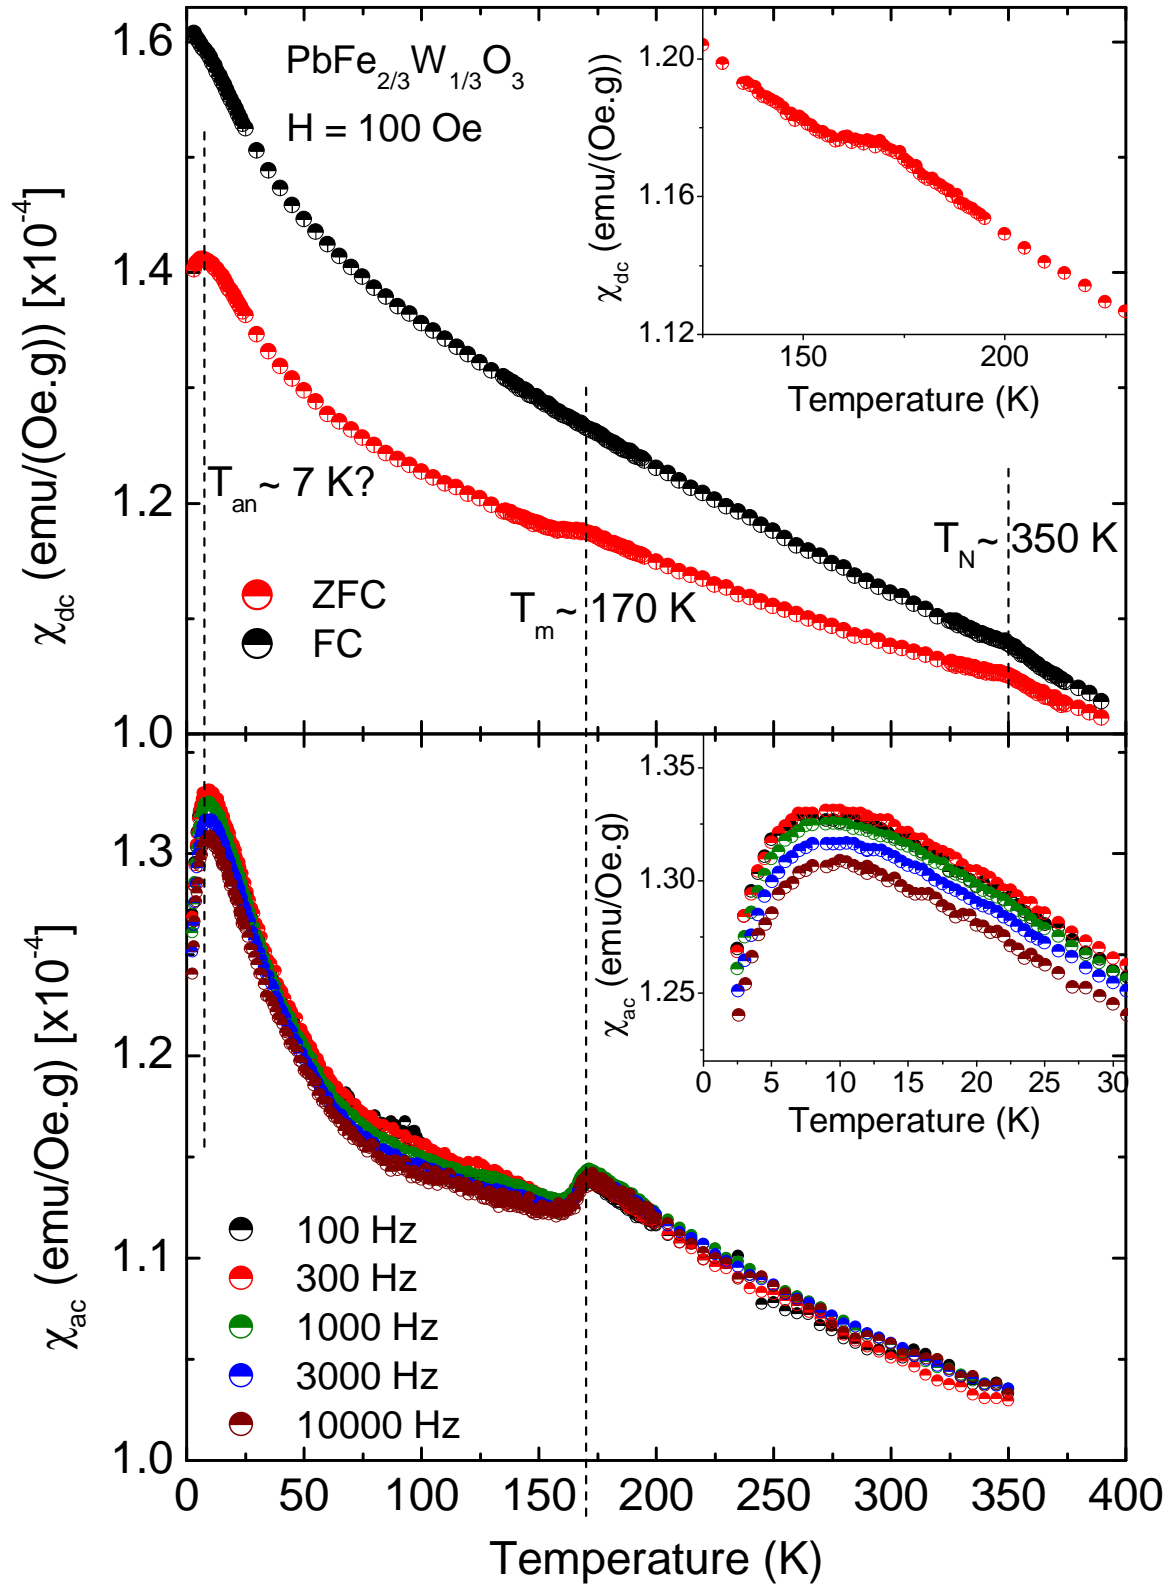 1.6
1.4
1.2
1.0
χdc (emu/(Oe.g)) [x10-4]
PbFe2/3W1/3O3
H = 100 Oe
Tan~ 7 K?
Tm~ 170 K
TN~ 350 K
ZFC
FC
1.20
1.16
1.12
χdc (emu/(Oe.g))
150 200
Temperature (K)
1.3
1.2
1.1
1.0
χac (emu/Oe.g) [x10-4]
100 Hz
300 Hz
1000 Hz
3000 Hz
10000 Hz
1.35
1.30
1.25
χac (emu/Oe.g)
0 5 10 15 20 25 30
Temperature (K)
0 50 100 150 200 250 300 350 400
Temperature (K)